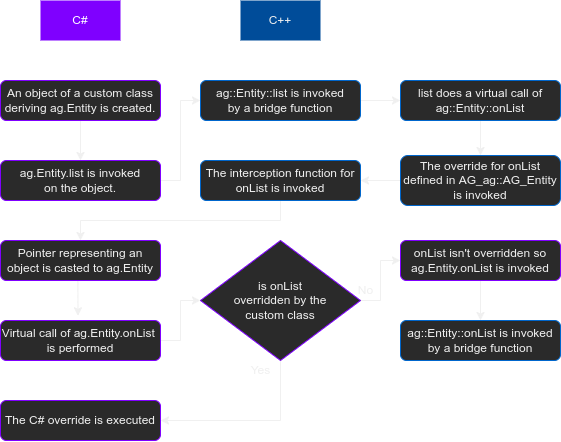 C#
C++
An object of a custom class
deriving ag.Entity is created.
ag::Entity::list is invoked
by a bridge function
list does a virtual call of
ag::Entity::onList
ag.Entity.list is invoked
on the object.
The interception function for
onList is invoked
The override for onList
defined in AG_ag::AG_Entity
is invoked
Pointer representing an
object is casted to ag.Entity
is onList
overridden by the
custom class
onList isn't overridden so
ag.Entity.onList is invoked
No
Virtual call of ag.Entity.onList
is performed
ag::Entity::onList is invoked
by a bridge function
Yes
The C# override is executed